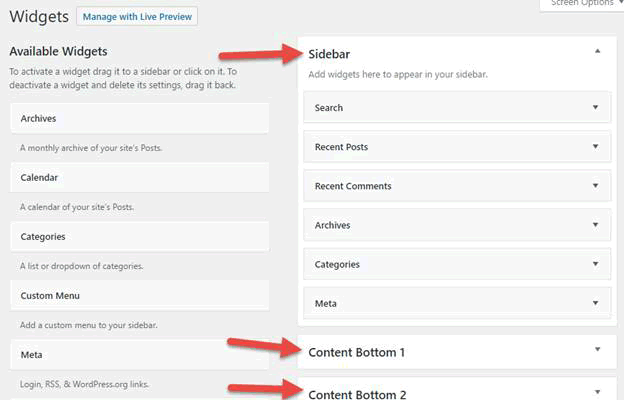 Screen Options
Widgets
Manage with Live Preview
Available Widgets
To activate a widget drag it to a sidebar or click on it. To
deactivate a widget and delete its settings, drag it back.
Archives
A monthly archive of your site's Posts.
Calendar
A calendar of your site's Posts.
Categories
A list or dropdown of categories.
Custom Menu
Add a custom menu to your sidebar.
Meta
Login, RSS, & WordPress.org links.
Sidebar
Add widgets here to appear in your sidebar.
Search
Recent Posts
Recent Comments
Archives
Categories
Meta
Content Bottom 1
Content Bottom 2